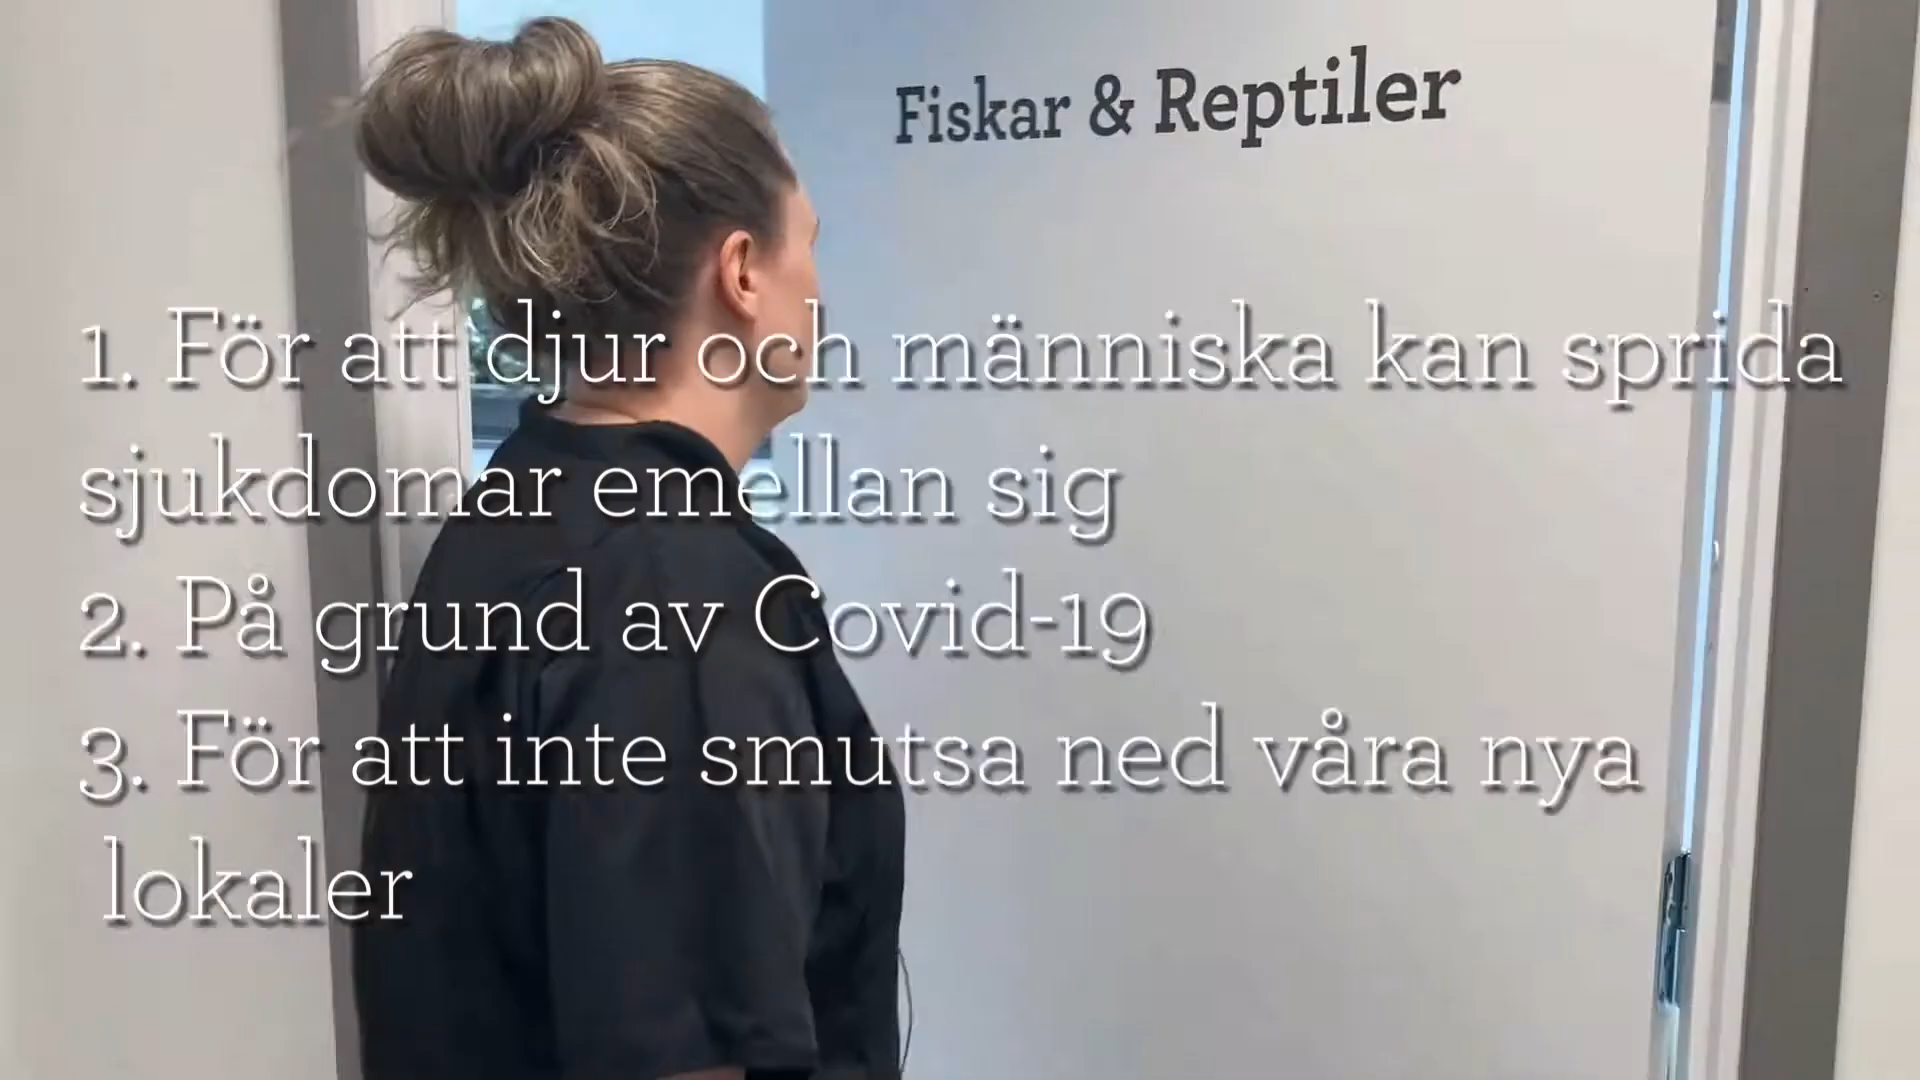 Fiskar & Reptiler
1. För att djur och människa kan sprida
sjukdomar emellan sig
2. På grund av Covid-19
3. För att inte smutsa ned våra nya
lokaler